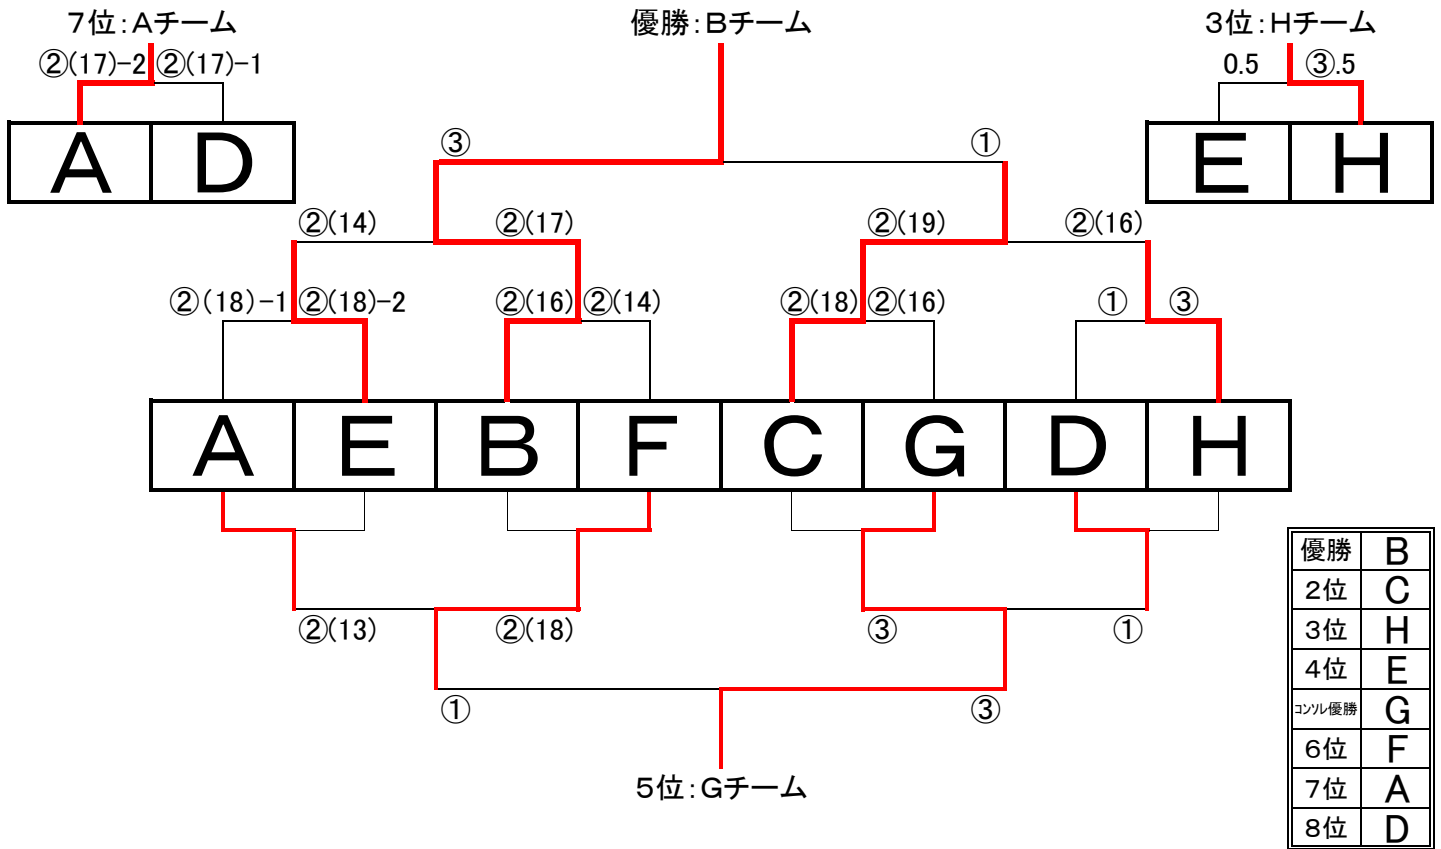 7位:Aチーム 優勝:Bチーム 3位:Hチーム
②(17)-2 ②(17)-1 0.5 ③.5
A D E H
③ ①
②(14) ②(17) ②(19) ②(16)
②(18)-1 ②(18)-2 ②(16) ②(14) ②(18) ②(16) ① ③
A E B F C G D H
②(13) ②(18) ③ ①
① ③
5位:Gチーム
優勝 B
2位 C
3位 H
4位 E
コンソル優勝 G
6位 F
7位 A
8位 D